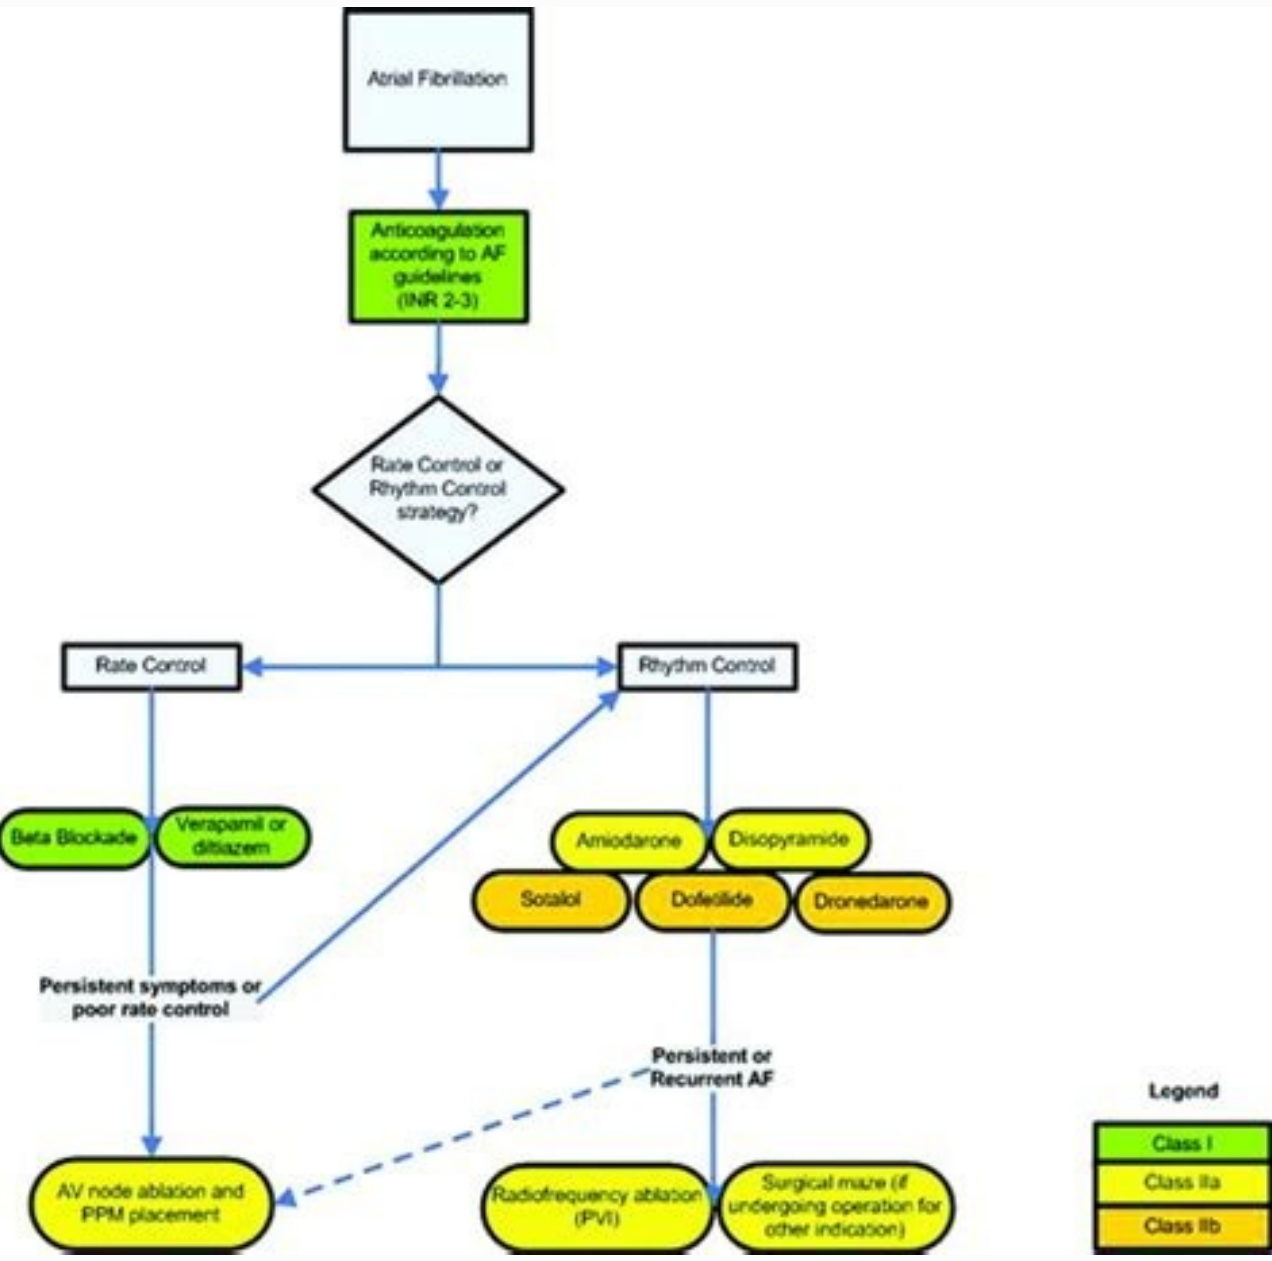 Atrial Fibrillation
Anticoagulation
according to AF
guidelines
(INR 2-3)
Rate Control or
Rhythm Control
strategy?
Rate Control
Rhythm Control
Beta Blockade
Verapamil or
diltiazem
Amiodarone
Disopyramide
Sotalol
Dofetilide
Dronedarone
Persistent symptoms or
poor rate control
Persistent or
Recurrent AF
AV node ablation and
PPM placement
Radiofrequency ablation
(PVI)
Surgical maze (if
undergoing operation for
other indication)
Legend
Class I
Class IIa
Class IIb